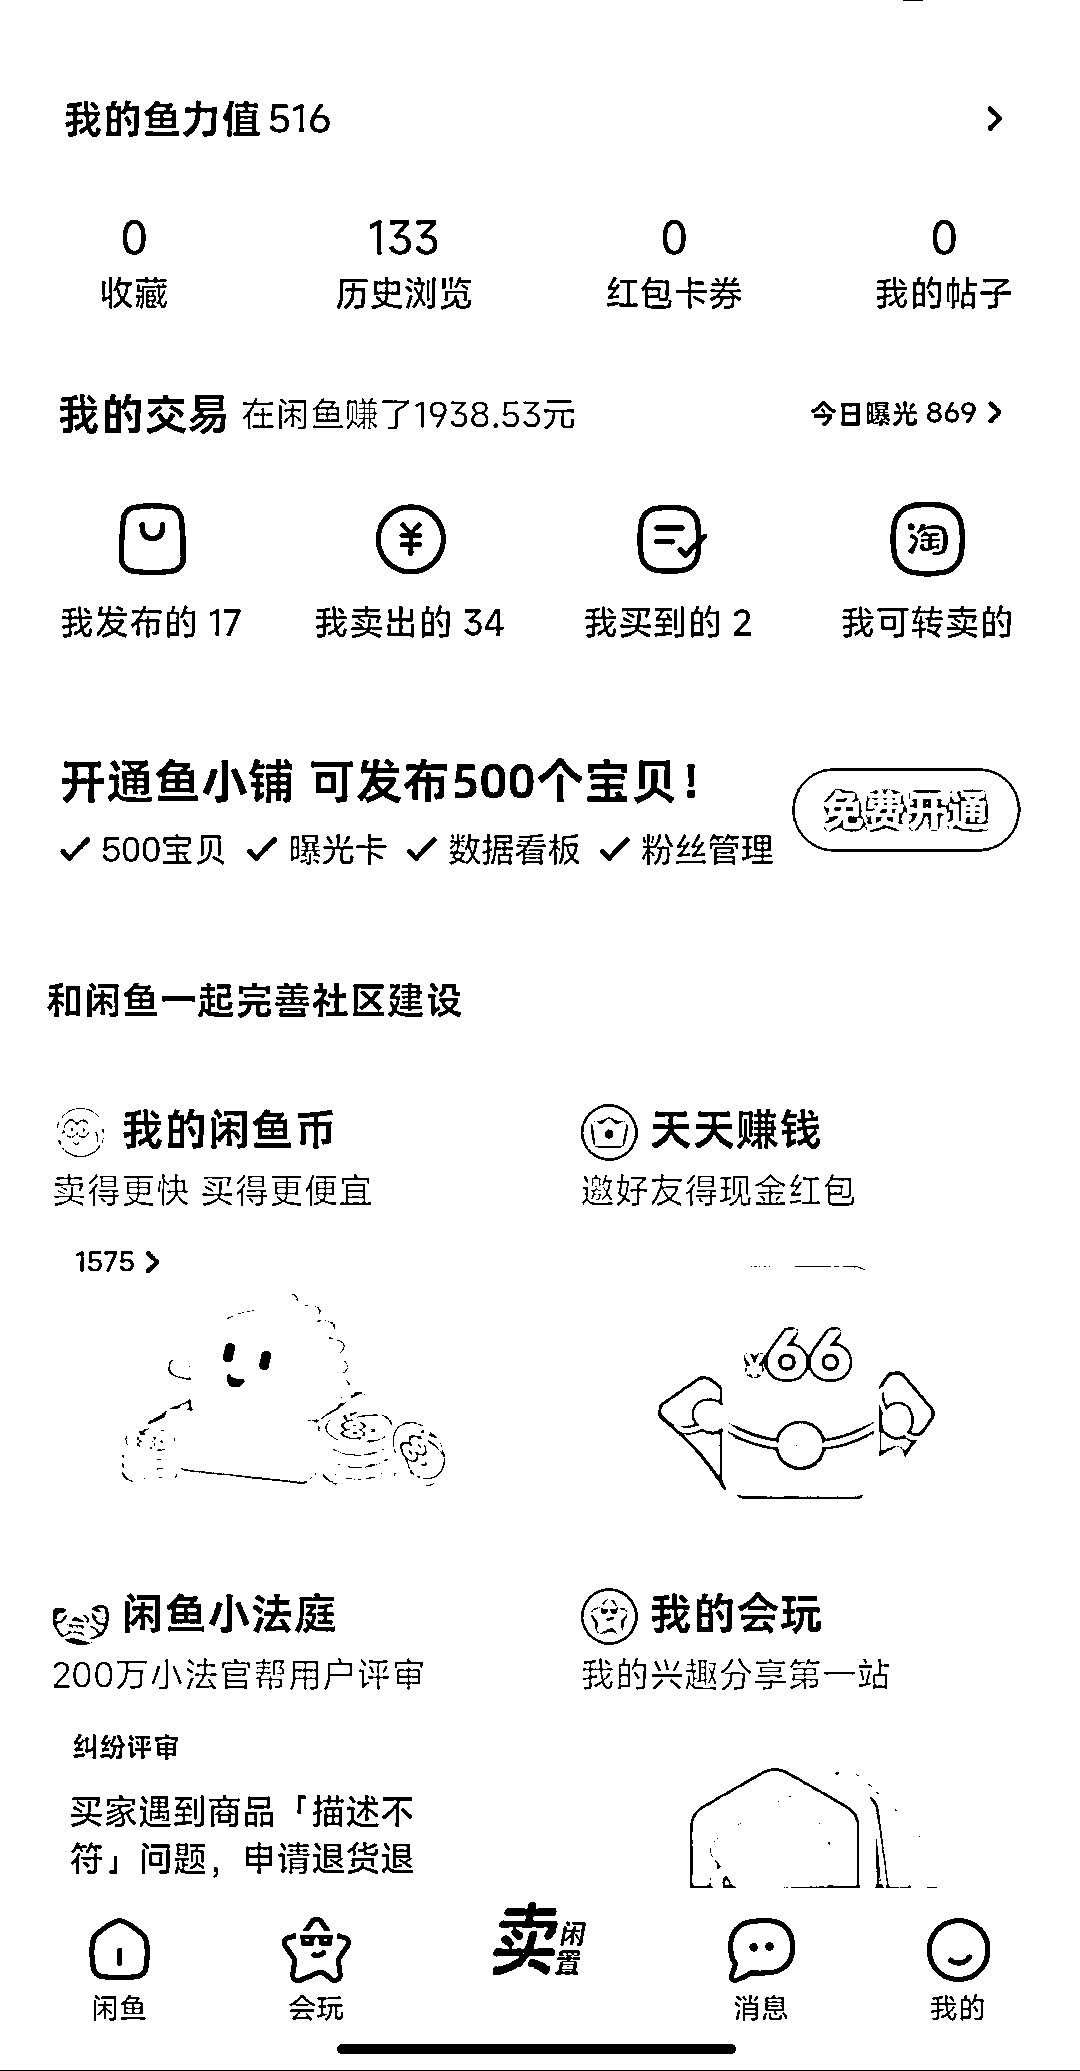 我的鱼力值 516
0 133 0 0
收藏 历史浏览 红包卡券 我的帖子
我的交易 在闲鱼赚了1938.53元 今日曝光 869
¥ 淘
我发布的 17 我卖出的 34 我买到的 2 我可转卖的
开通鱼小铺 可发布500个宝贝！
免费开通
500宝贝 曝光卡 数据看板 粉丝管理
和闲鱼一起完善社区建设
我的闲鱼币 天天赚钱
卖得更快 买得更便宜 邀好友得现金红包
1575
¥66
闲鱼小法庭 我的会玩
200万小法官帮用户评审 我的兴趣分享第一站
纠纷评审
买家遇到商品「描述不
符」问题，申请退货退
卖闲置
闲鱼 会玩 消息 我的